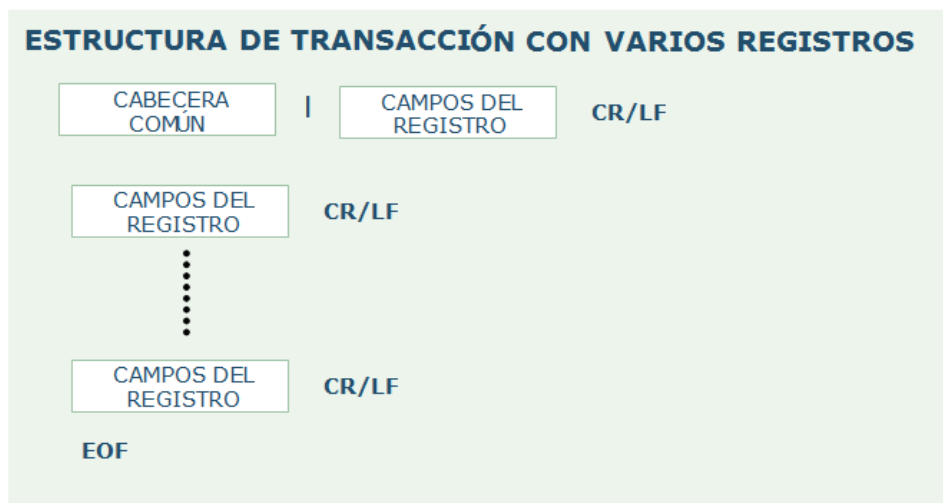 ESTRUCTURA DE TRANSACCIÓN CON VARIOS REGISTROS
CABECERA
COMÚN
|
CAMPOS DEL
REGISTRO
CR/LF
CAMPOS DEL
REGISTRO
CR/LF
CAMPOS DEL
REGISTRO
CR/LF
EOF